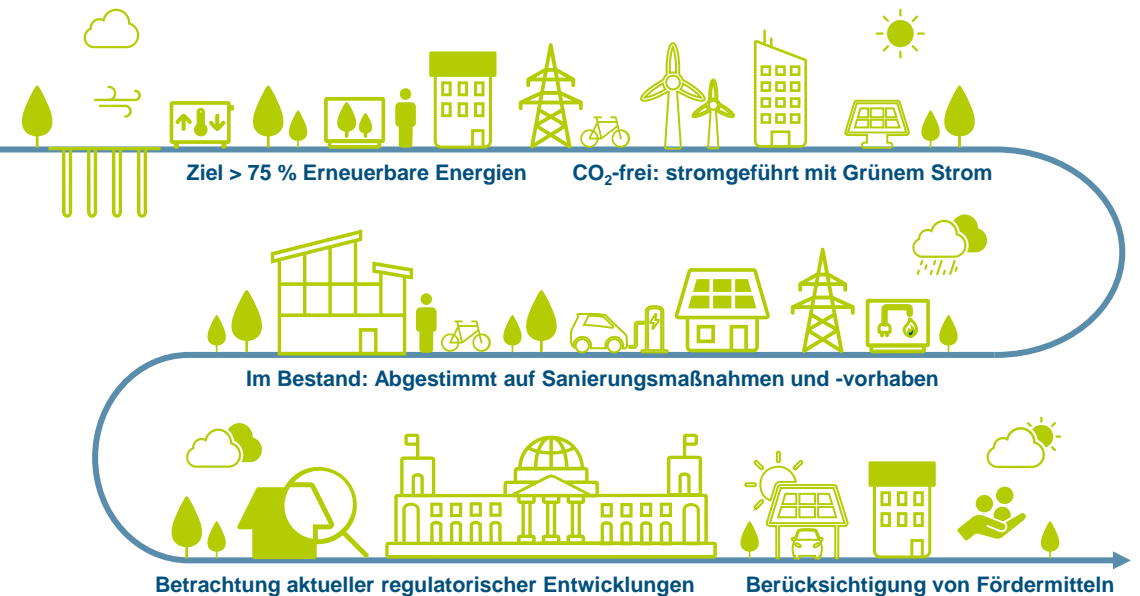 Ziel > 75 % Erneuerbare Energien
CO₂-frei: stromgeführt mit Grünem Strom
Im Bestand: Abgestimmt auf Sanierungsmaßnahmen und -vorhaben
Betrachtung aktueller regulatorischer Entwicklungen
Berücksichtigung von Fördermitteln